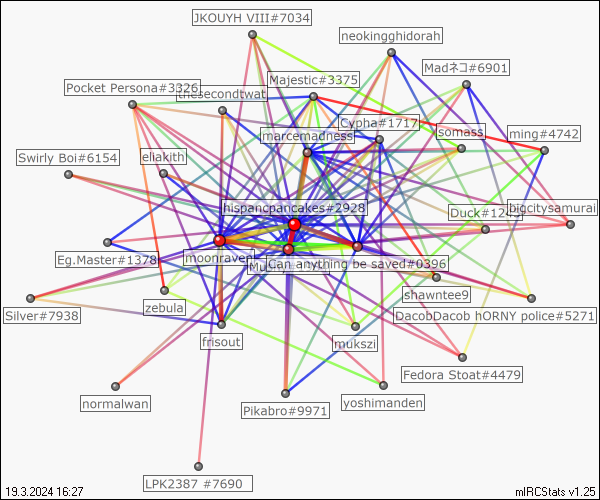 JKOUYH VIII#7034
neokingghidorah
Madネコ#6901
Majestic#3375
Pocket Persona#3326
thesecondtwat
Cypha#1717
marcemadness
somass
ming#4742
eliakith
Swirly Boi#6154
hispancpancakes#2928
bigcitysamurai
Eg.Master#1378
moonraven
Can anything be saved#0396
shawntee9
zebula
Silver#7938
DacobDacob hORNY police#5271
frisout
mukszi
Fedora Stoat#4479
normalwan
Pikabro#9971
yoshimanden
LPK2387 #7690
19.3.2024 16:27
mIRCStats v1.25